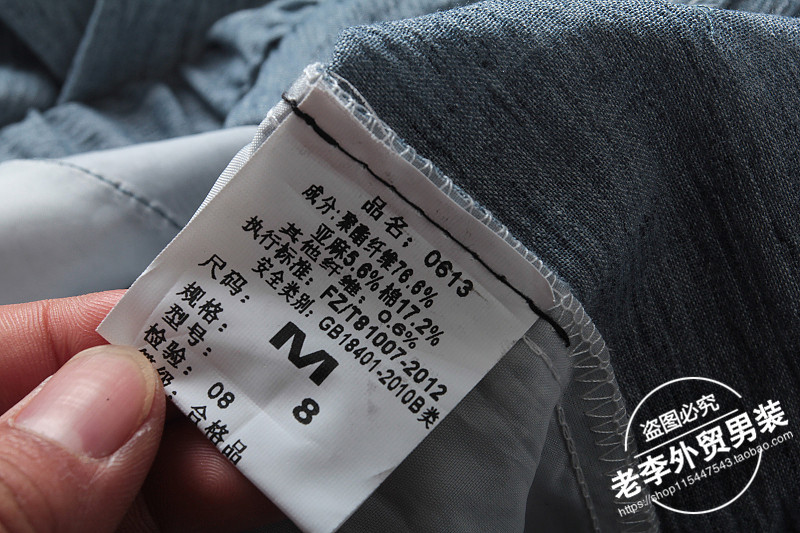 品名：0613
成分：聚酯纤维76.6%
亚麻5.6%棉17.2%
其他纤维：0.6%
执行标准：FZ/T81007-2012
安全类别：GB18401-2010B类
尺码：M
规格：
型号：8
检验：08
等级：合格品
盗图必究
老李外贸男装
https://shop115447543.taobao.com